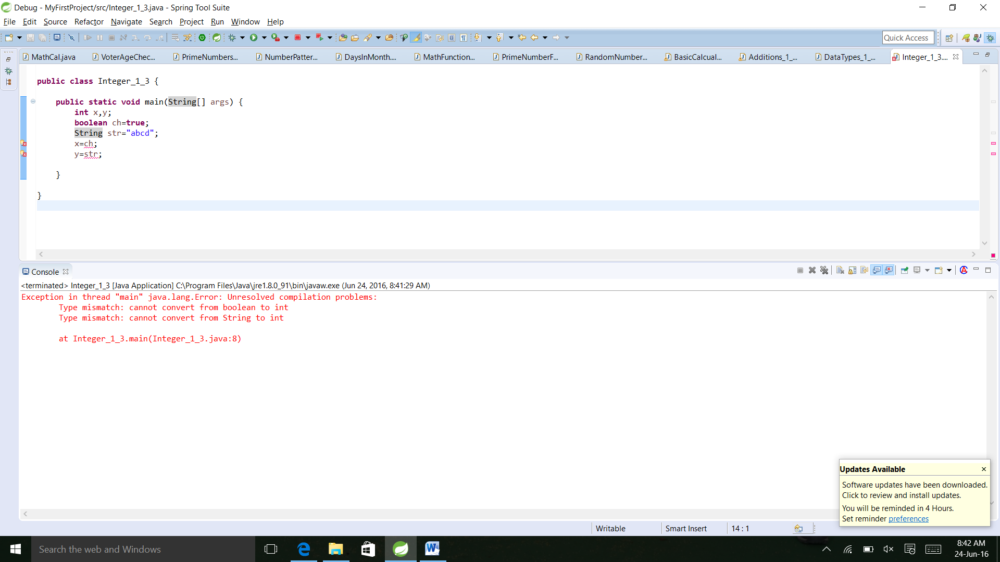 Debug - MyFirstProject/src/Integer_1_3.java - Spring Tool Suite
File Edit Source Refactor Navigate Search Project Run Window Help
Quick Access
MathCal.java VoterAgeChec... PrimeNumbers... NumberPatter... DaysInMonth.... MathFunction... PrimeNumberF... RandomNumber... BasicCalcual... Additions_1_... DataTypes_1_... Integer_1_3....
public class Integer_1_3 {
public static void main(String[] args) {
int x,y;
boolean ch=true;
String str="abcd";
x=ch;
y=str;
}
}
Console
<terminated> Integer_1_3 [Java Application] C:\Program Files\Java\jre1.8.0_91\bin\javaw.exe (Jun 24, 2016, 8:41:29 AM)
Exception in thread "main" java.lang.Error: Unresolved compilation problems:
Type mismatch: cannot convert from boolean to int
Type mismatch: cannot convert from String to int
at Integer_1_3.main(Integer_1_3.java:8)
Updates Available
Software updates have been downloaded.
Click to review and install updates.
You will be reminded in 4 Hours.
Set reminder preferences
Writable Smart Insert 14 : 1
Search the web and Windows
8:42 AM
24-Jun-16